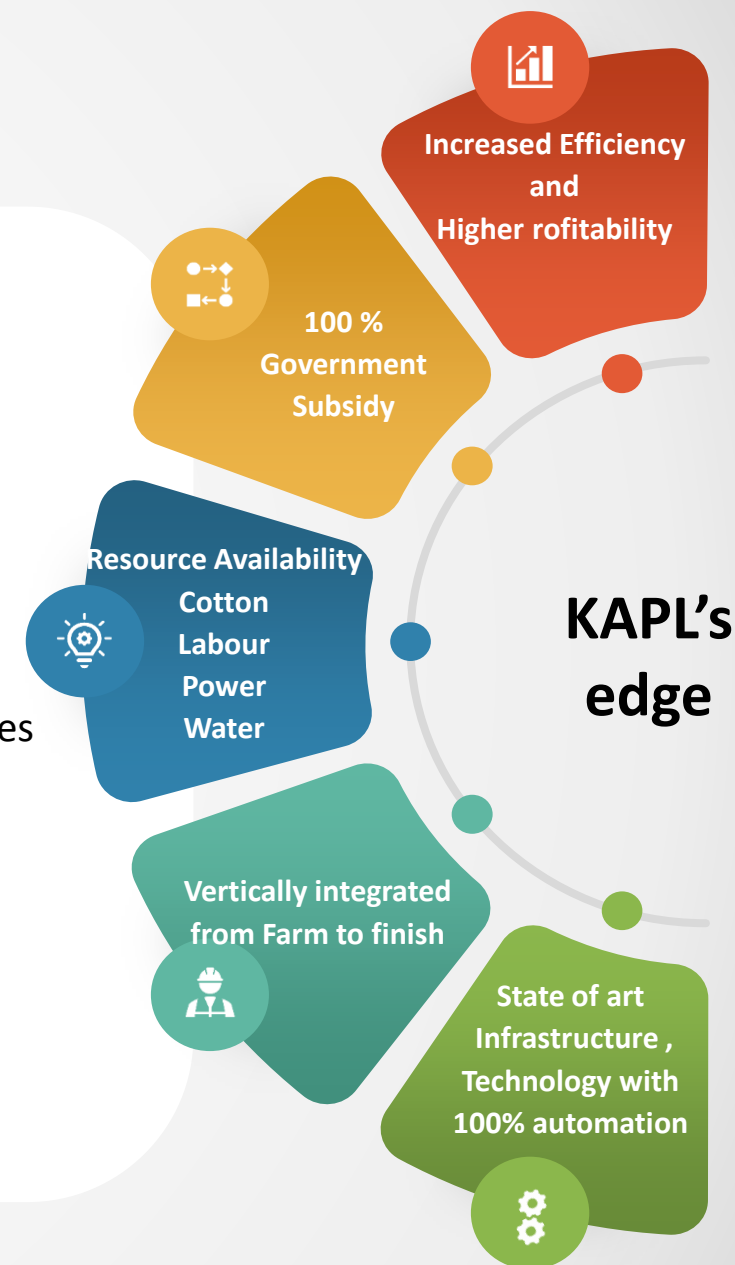 Increased Efficiency
and
Higher rofitability
100 %
Government
Subsidy
Resource Availability
Cotton
Labour
Power
Water
es
KAPL's
edge
Vertically integrated
from Farm to finish
State of art
Infrastructure ,
Technology with
100% automation